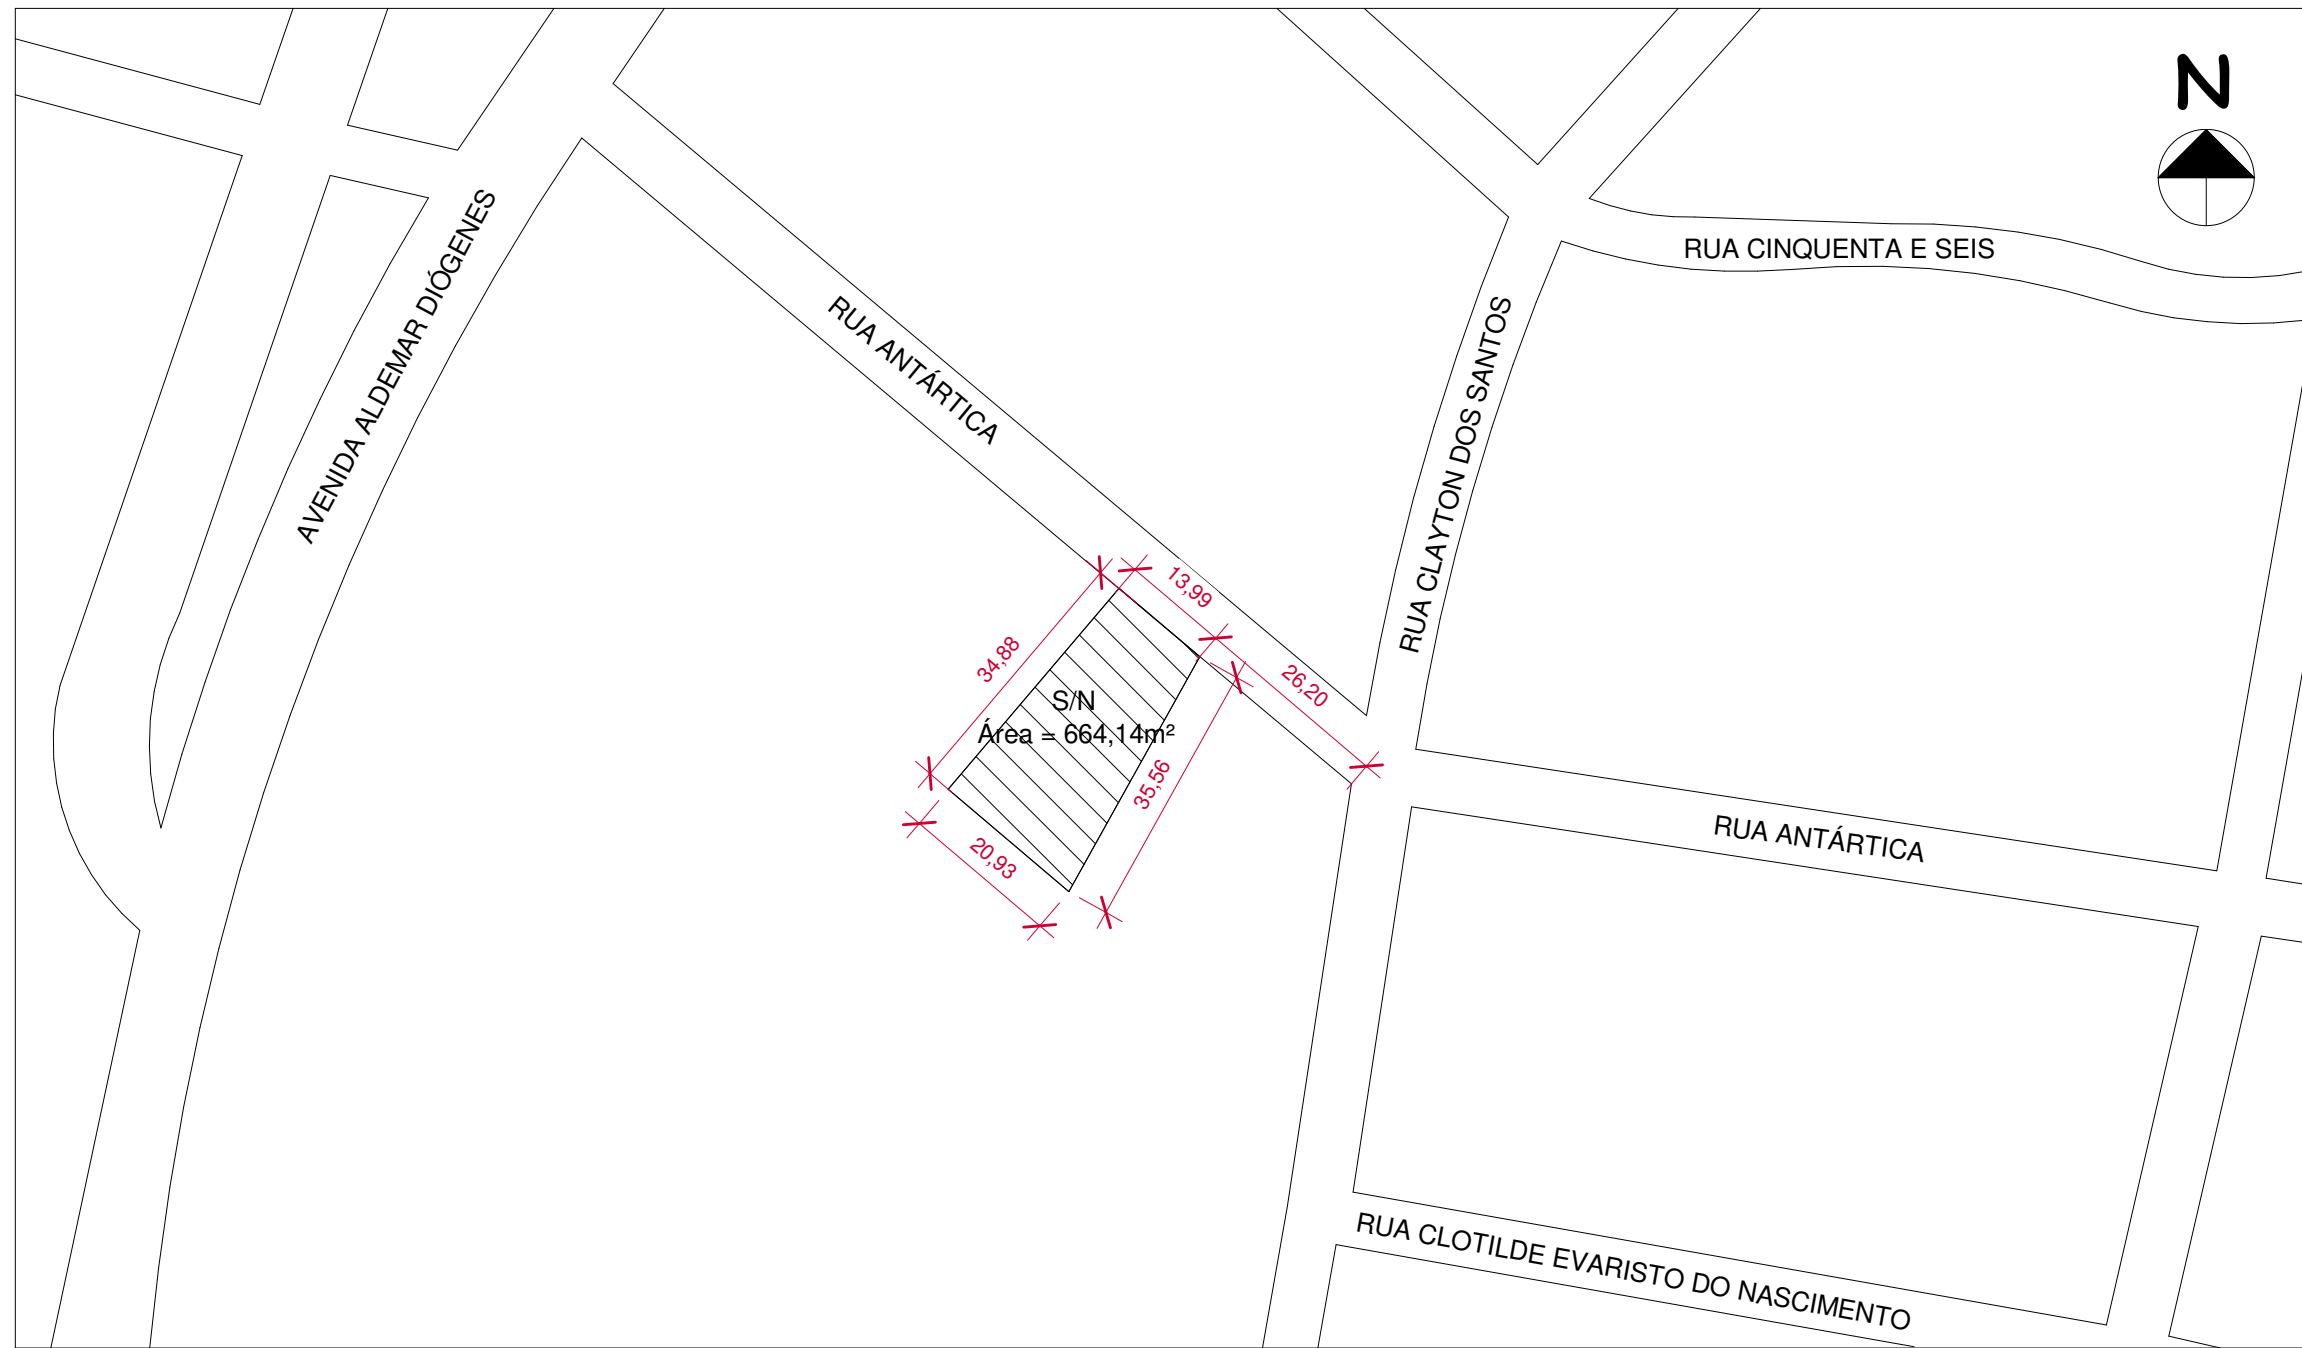 N
RUA CINQUENTA E SEIS
AVENIDA ALDEMAR DIÓGENES
RUA ANTÁRTICA
RUA CLAYTON DOS SANTOS
13,99
34,88
26,20
S/N
Área = 664,14m²
35,56
20,93
RUA ANTÁRTICA
RUA CLOTILDE EVARISTO DO NASCIMENTO